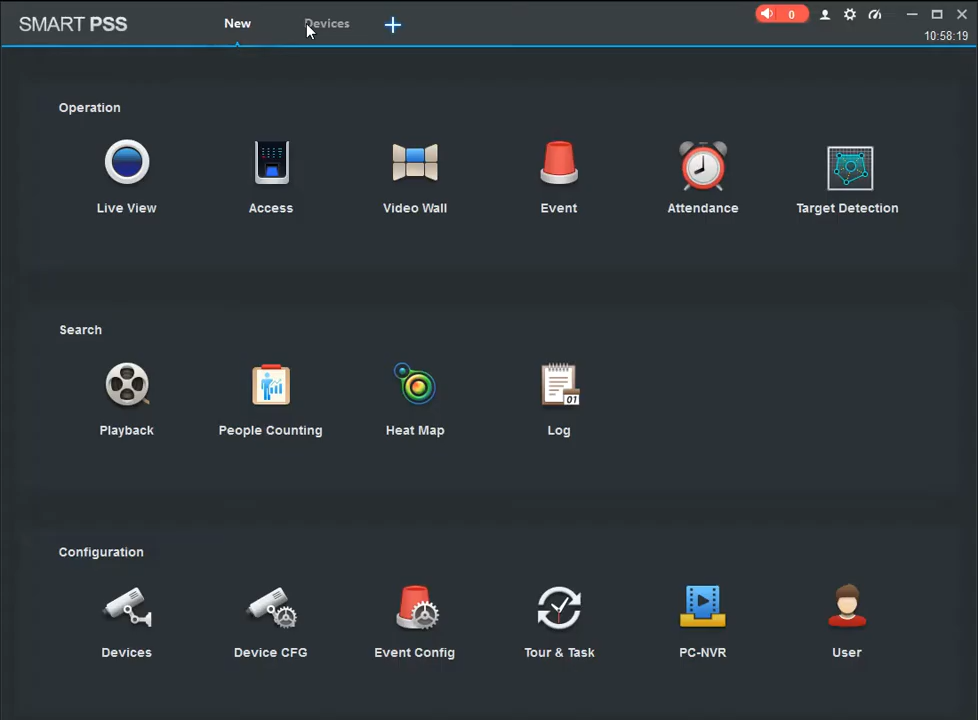 SMART PSS
New
Devices
0
10:58:19
Operation
Live View
Access
Video Wall
Event
Attendance
Target Detection
Search
Playback
People Counting
Heat Map
01
Log
Configuration
Devices
Device CFG
Event Config
Tour & Task
PC-NVR
User